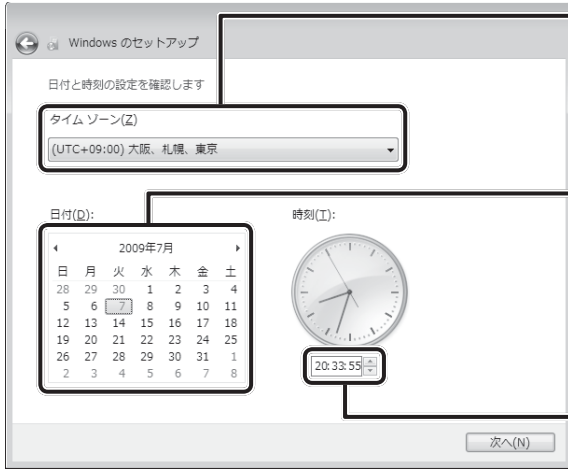 Windows のセットアップ
日付と時刻の設定を確認します
タイム ゾーン(Z)
(UTC+09:00) 大阪、札幌、東京
日付(D):
時刻(T):
2009年7月
日 月 火 水 木 金 土
28 29 30 1 2 3 4
5 6 7 8 9 10 11
12 13 14 15 16 17 18
19 20 21 22 23 24 25
26 27 28 29 30 31 1
2 3 4 5 6 7 8
20:33:55
次へ(N)